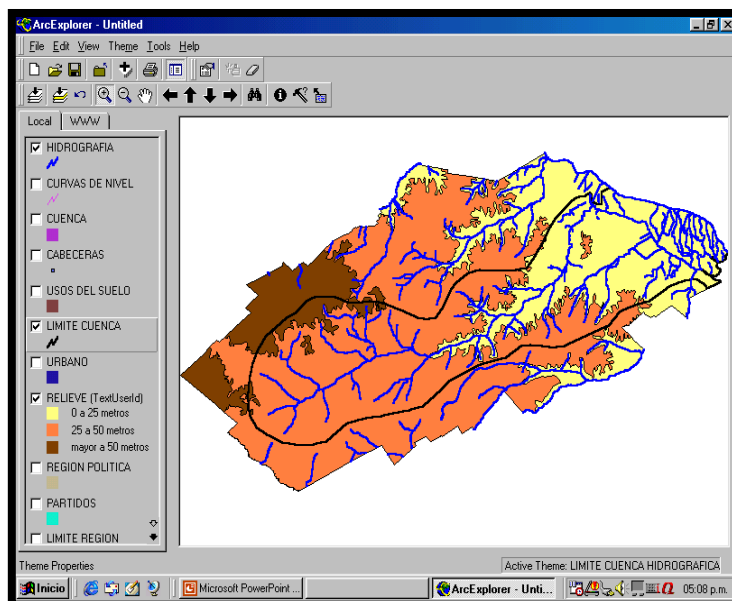 ArcExplorer - Untitled
File Edit View Theme Tools Help
Local WWW
HIDROGRAFIA
CURVAS DE NIVEL
CUENCA
CABECERAS
USOS DEL SUELO
LIMITE CUENCA
URBANO
RELIEVE (TextUserId)
0 a 25 metros
25 a 50 metros
mayor a 50 metros
REGION POLITICA
PARTIDOS
LIMITE REGION
Theme Properties
Active Theme: LIMITE CUENCA HIDROGRAFICA
Inicio
Microsoft PowerPoint ...
ArcExplorer - Unti...
05:08 p.m.